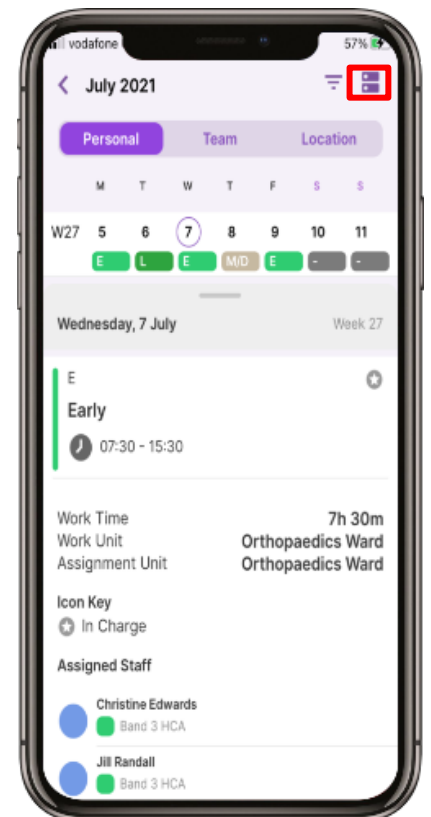 vodafone 57%
July 2021
Personal Team Location
M T W T F S S
W27 5 6 7 8 9 10 11
E L E M/D E - -
Wednesday, 7 July Week 27
E
Early
07:30 - 15:30
Work Time 7h 30m
Work Unit Orthopaedics Ward
Assignment Unit Orthopaedics Ward
Icon Key
In Charge
Assigned Staff
Christine Edwards
Band 3 HCA
Jill Randall
Band 3 HCA